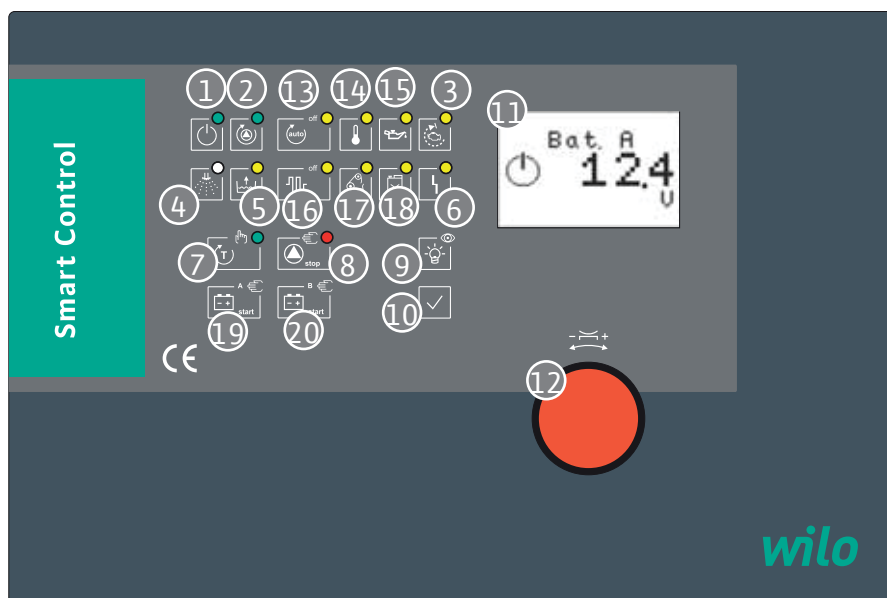 1 2 13 14 15 3
off
auto
11
Bat. A
12.4
V
4 5 16 17 18 6
off
Smart Control
7 T 8 stop 9
A B
start start
19 20 10
CE
- +
12
wilo